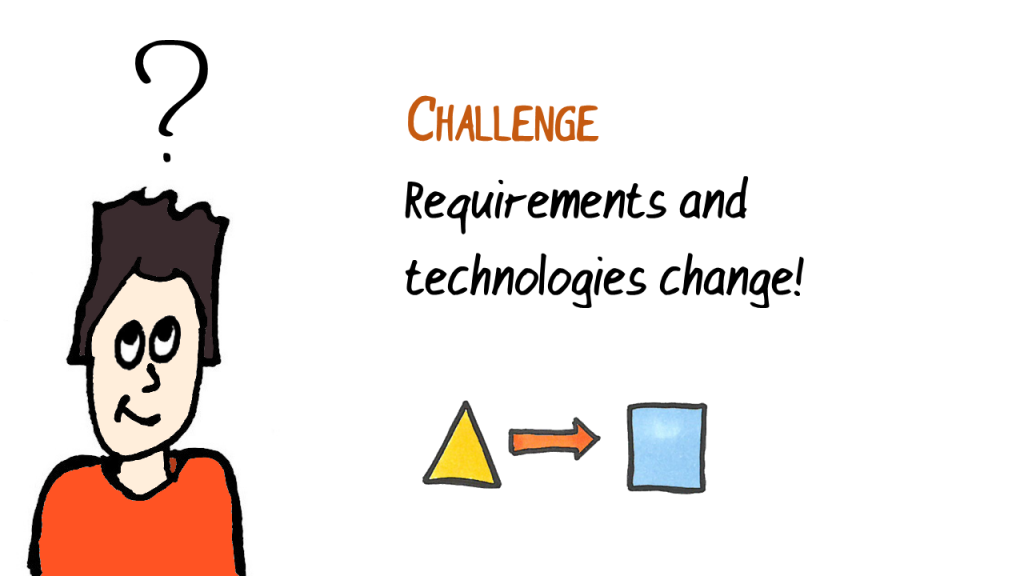 ?
CHALLENGE
Requirements and
technologies change!